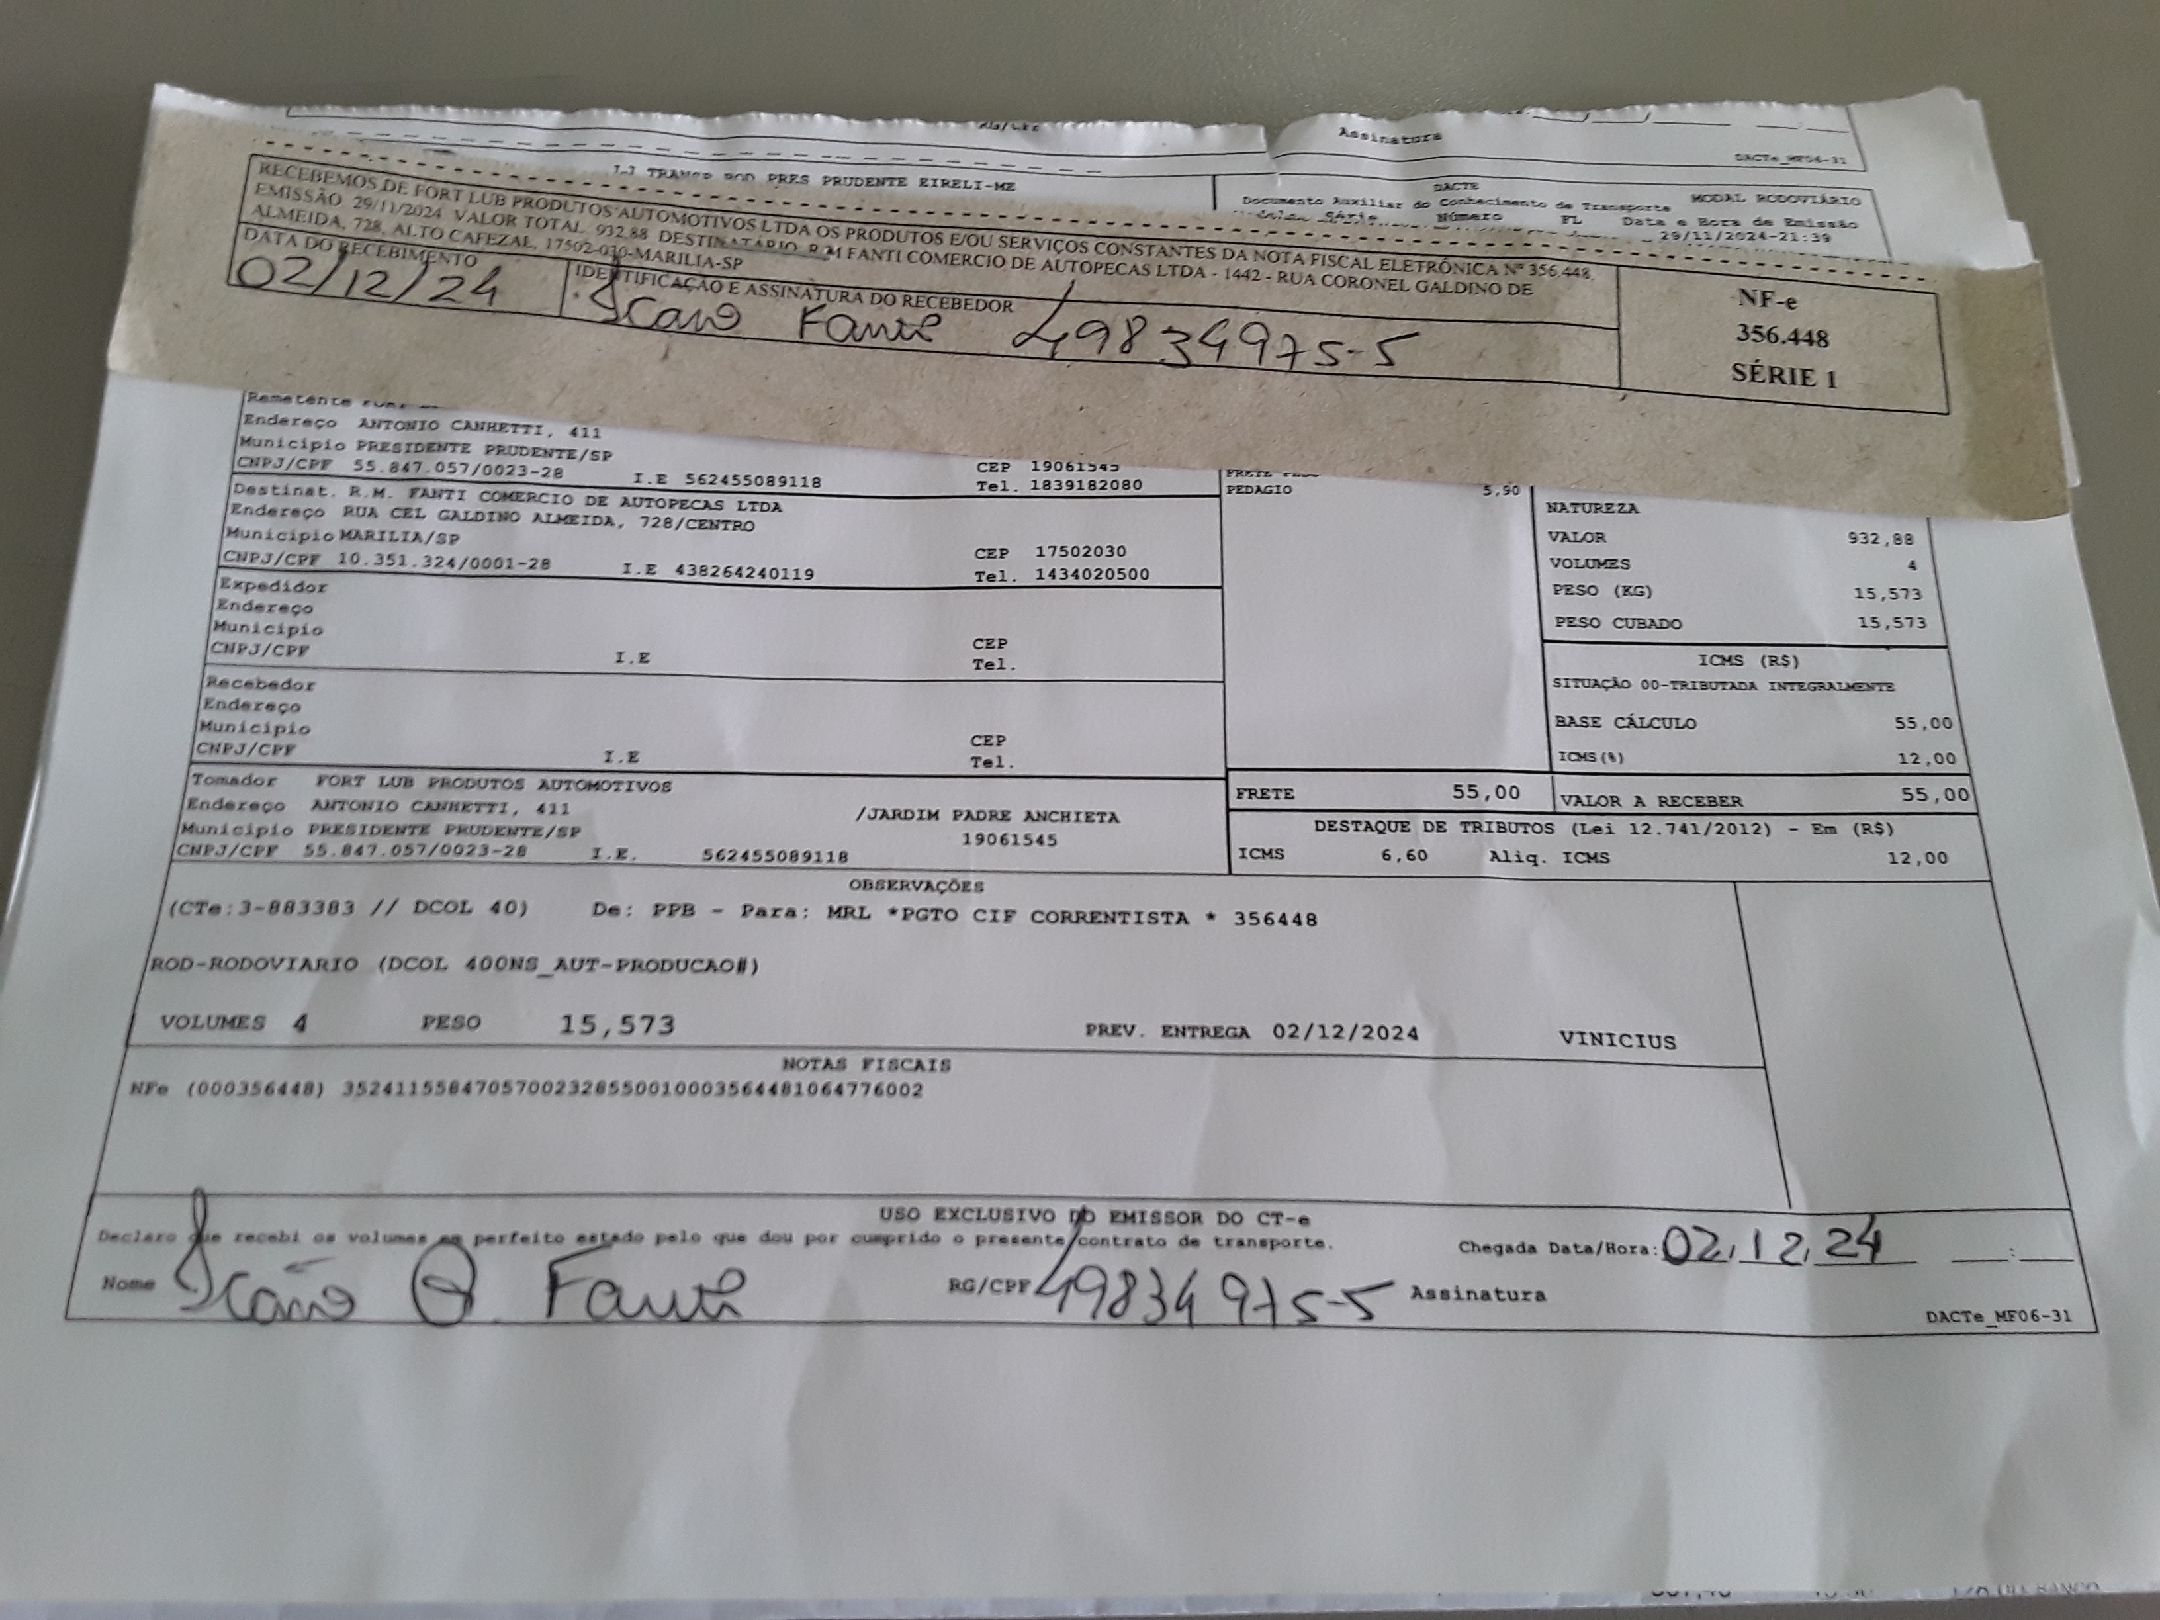 Assinatura
DACTe_MF06-31
TRANSP ROD PRES PRUDENTE EIRELI-ME
DACTE
MODAL RODOVIÁRIO
Documento Auxiliar do Conhecimento de Transporte
Série Número FL Data e Hora de Emissão
29/11/2024-21:39
RECEBEMOS DE FORT LUB PRODUTOS AUTOMOTIVOS LTDA OS PRODUTOS E/OU SERVIÇOS CONSTANTES DA NOTA FISCAL ELETRÔNICA Nº 356.448,
EMISSÃO 29/11/2024 VALOR TOTAL 932,88 DESTINATÁRIO R M FANTI COMERCIO DE AUTOPECAS LTDA - 1442 - RUA CORONEL GALDINO DE
ALMEIDA, 728, ALTO CAFEZAL, 17502-030-MARILIA-SP
DATA DO RECEBIMENTO
02/12/24
IDENTIFICAÇÃO E ASSINATURA DO RECEBEDOR
Fanti 49834975-5
NF-e
356.448
SÉRIE 1
Remetente
Endereço ANTONIO CANHETTI, 411
Municipio PRESIDENTE PRUDENTE/SP
CEP 19061545
CNPJ/CPF 55.847.057/0023-28 I.E 562455089118
Tel. 1839182080
Destinat. R.M. FANTI COMERCIO DE AUTOPECAS LTDA
Endereço RUA CEL GALDINO ALMEIDA, 728/CENTRO
Municipio MARILIA/SP
CEP 17502030
CNPJ/CPF 10.351.324/0001-28 I.E 438264240119
Tel. 1434020500
Expedidor
Endereço
Municipio
CEP
CNPJ/CPF I.E
Tel.
Recebedor
Endereço
Municipio
CEP
CNPJ/CPF I.E
Tel.
Tomador FORT LUB PRODUTOS AUTOMOTIVOS
Endereço ANTONIO CANHETTI, 411 /JARDIM PADRE ANCHIETA
Municipio PRESIDENTE PRUDENTE/SP 19061545
CNPJ/CPF 55.847.057/0023-28 I.E. 562455089118
FRETE PESO
PEDAGIO 5,90
NATUREZA
VALOR 932,88
VOLUMES 4
PESO (KG) 15,573
PESO CUBADO 15,573
ICMS (R$)
SITUAÇÃO 00-TRIBUTADA INTEGRALMENTE
BASE CÁLCULO 55,00
ICMS(%) 12,00
FRETE 55,00 VALOR A RECEBER 55,00
DESTAQUE DE TRIBUTOS (Lei 12.741/2012) - Em (R$)
ICMS 6,60 Aliq. ICMS 12,00
OBSERVAÇÕES
(CTe:3-883383 // DCOL 40) De: PPB - Para: MRL *PGTO CIF CORRENTISTA * 356448
ROD-RODOVIARIO (DCOL 400NS_AUT-PRODUCAO#)
VOLUMES 4 PESO 15,573 PREV. ENTREGA 02/12/2024 VINICIUS
NOTAS FISCAIS
NFe (000356448) 35241155847057002328550010003564481064776002
USO EXCLUSIVO DO EMISSOR DO CT-e
Declaro que recebi os volumes em perfeito estado pelo que dou por cumprido o presente contrato de transporte.
Chegada Data/Hora: 02/12/24 __:__
Nome Fanti RG/CPF 49834975-5 Assinatura
DACTe_MF06-31